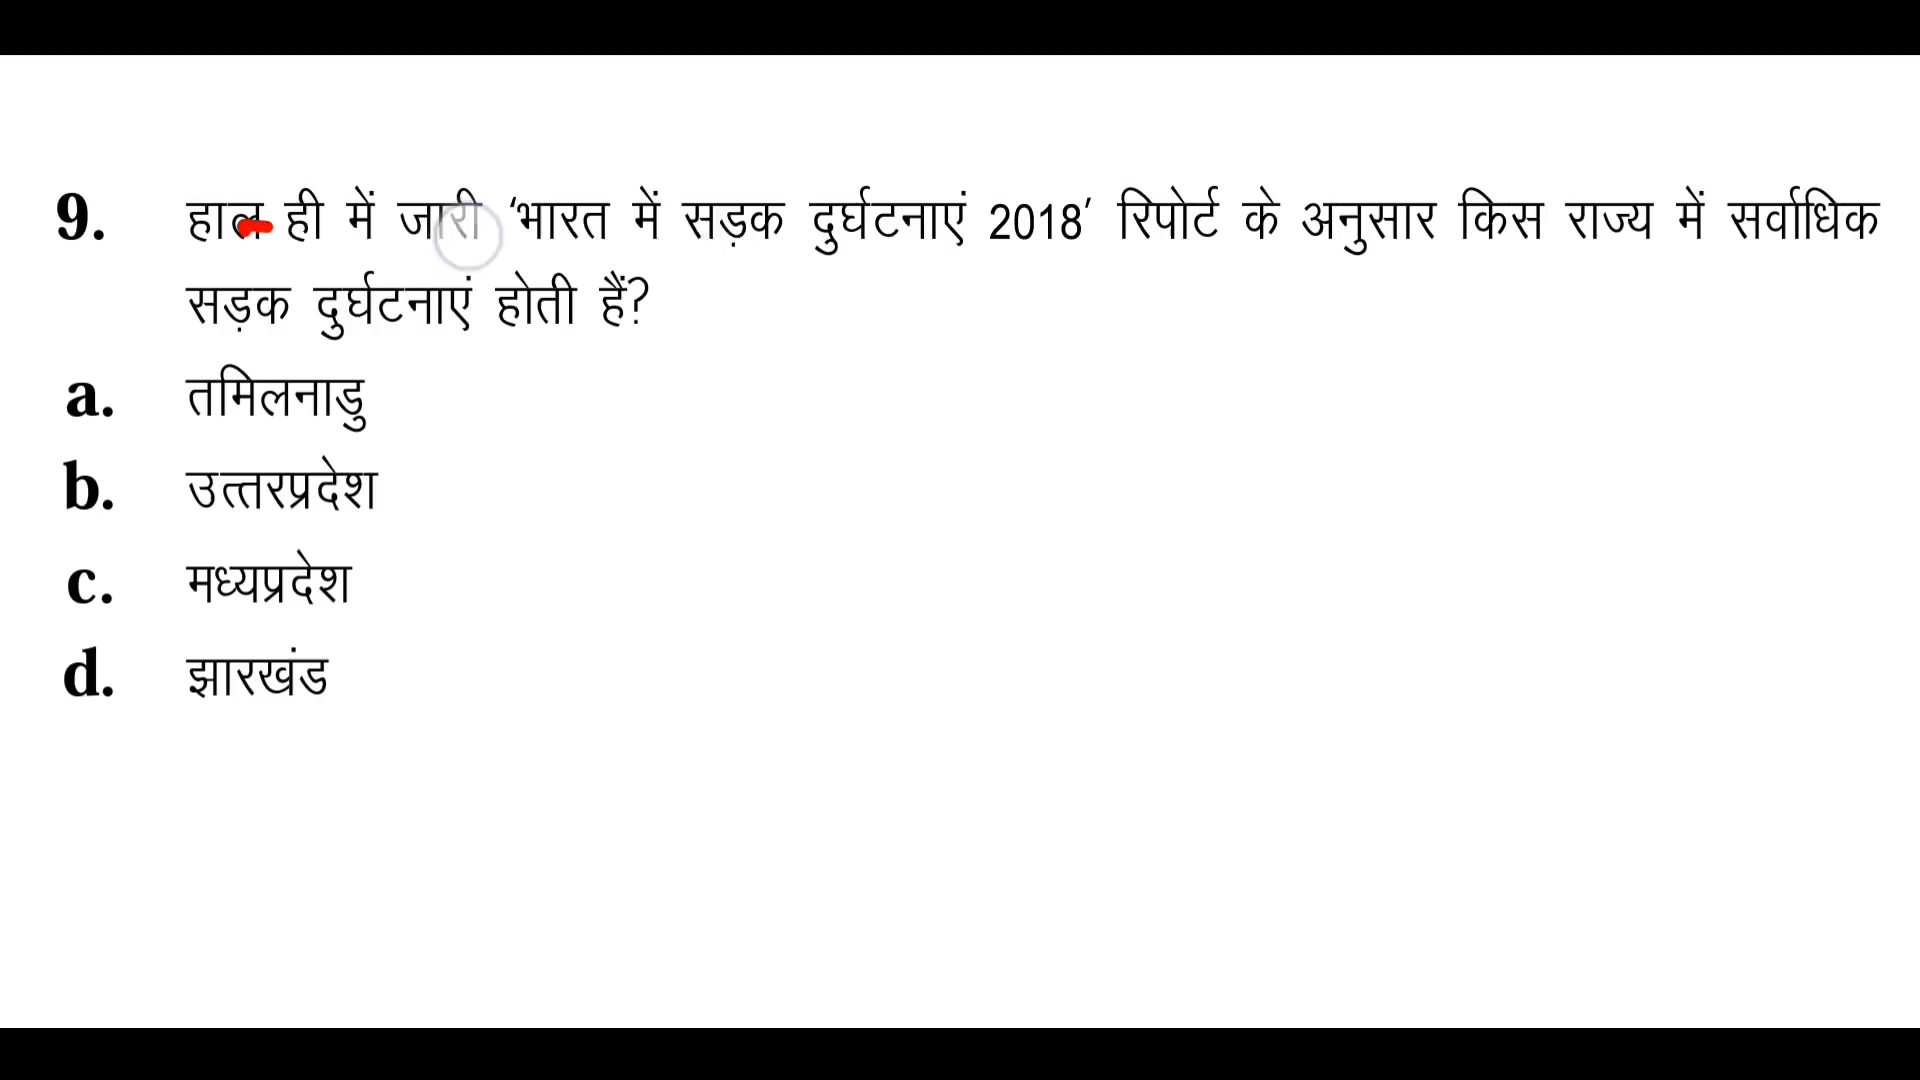 9. हाल ही में जारी ‘भारत में सड़क दुर्घटनाएं 2018’ रिपोर्ट के अनुसार किस राज्य में सर्वाधिक
सड़क दुर्घटनाएं होती हैं?
a. तमिलनाडु
b. उत्तरप्रदेश
c. मध्यप्रदेश
d. झारखंड